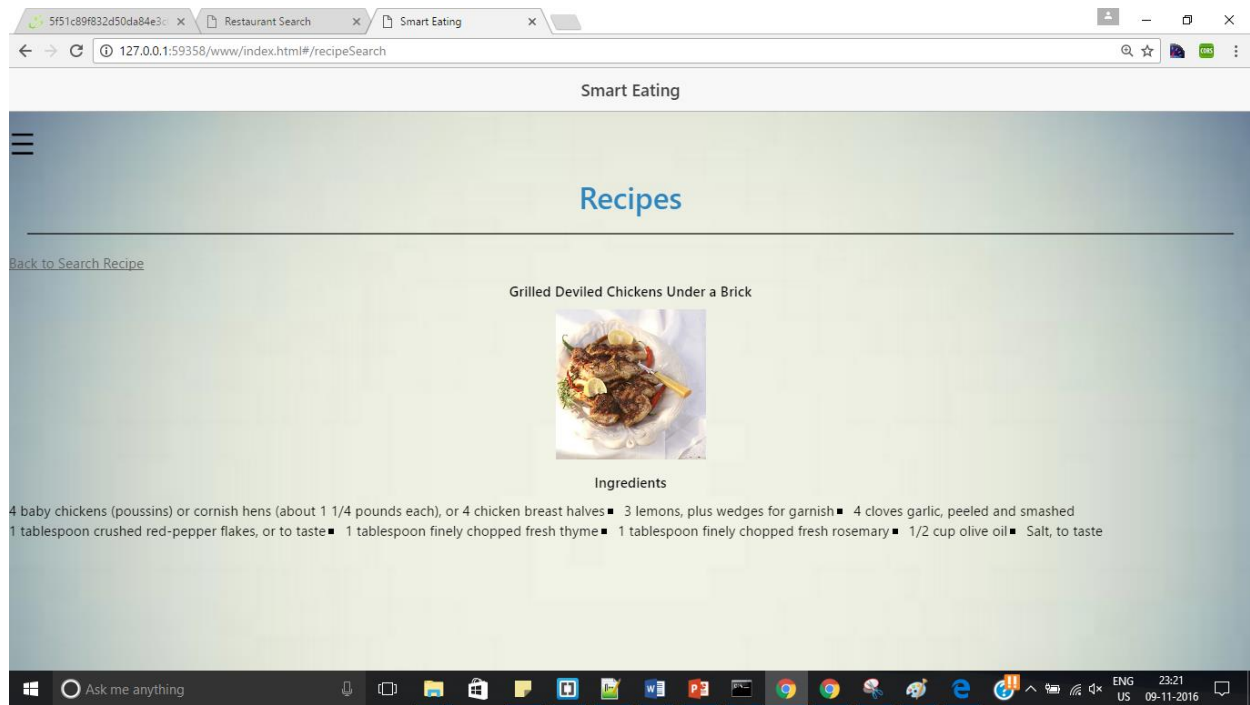 5f51c89f832d50da84e3c
Restaurant Search
Smart Eating
127.0.0.1:59358/www/index.html#/recipeSearch
CORS
Smart Eating
Recipes
Back to Search Recipe
Grilled Deviled Chickens Under a Brick
Ingredients
4 baby chickens (poussins) or cornish hens (about 1 1/4 pounds each), or 4 chicken breast halves▪ 3 lemons, plus wedges for garnish▪ 4 cloves garlic, peeled and smashed
1 tablespoon crushed red-pepper flakes, or to taste▪ 1 tablespoon finely chopped fresh thyme▪ 1 tablespoon finely chopped fresh rosemary▪ 1/2 cup olive oil▪ Salt, to taste
Ask me anything
ENG 23:21
US 09-11-2016